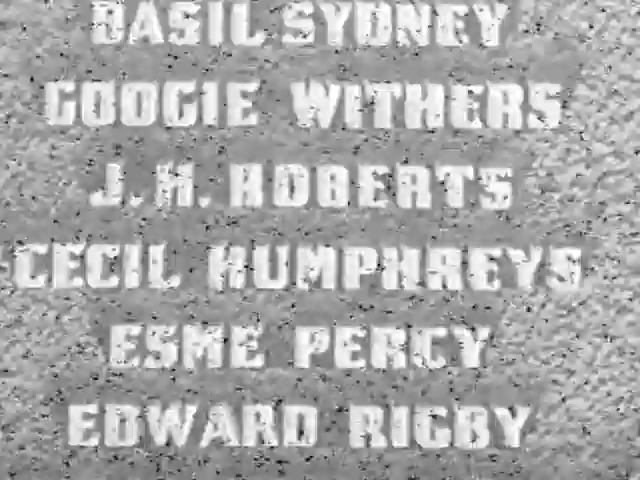 BASIL SYDNEY
GOOGIE WITHERS
J.H. ROBERTS
CECIL HUMPHREYS
ESME PERCY
EDWARD RIGBY